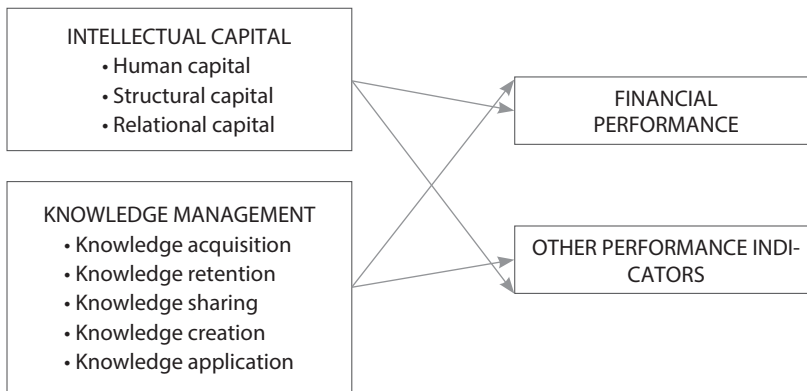 INTELLECTUAL CAPITAL
• Human capital
• Structural capital
• Relational capital
KNOWLEDGE MANAGEMENT
• Knowledge acquisition
• Knowledge retention
• Knowledge sharing
• Knowledge creation
• Knowledge application
FINANCIAL
PERFORMANCE
OTHER PERFORMANCE INDI-
CATORS